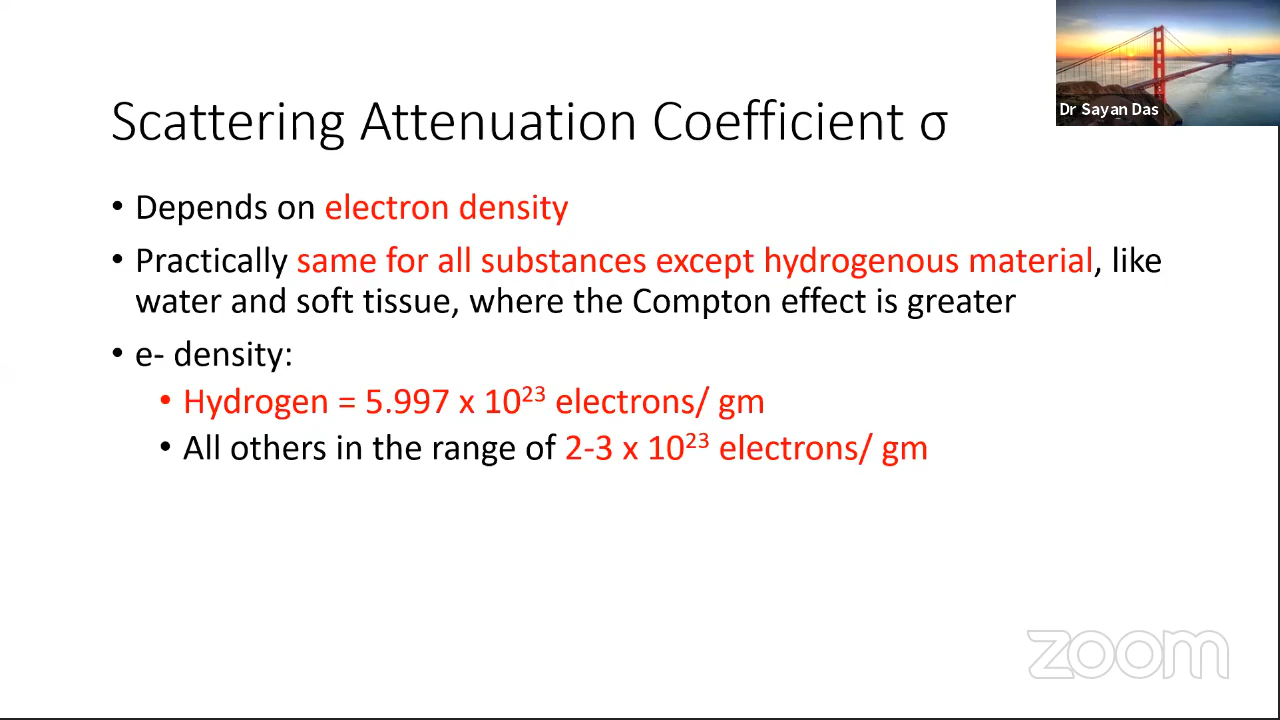 Dr Sayan Das
Scattering Attenuation Coefficient σ
• Depends on electron density
• Practically same for all substances except hydrogenous material, like
water and soft tissue, where the Compton effect is greater
• e- density:
• Hydrogen = 5.997 x 10²³ electrons/ gm
• All others in the range of 2-3 x 10²³ electrons/ gm
zoom